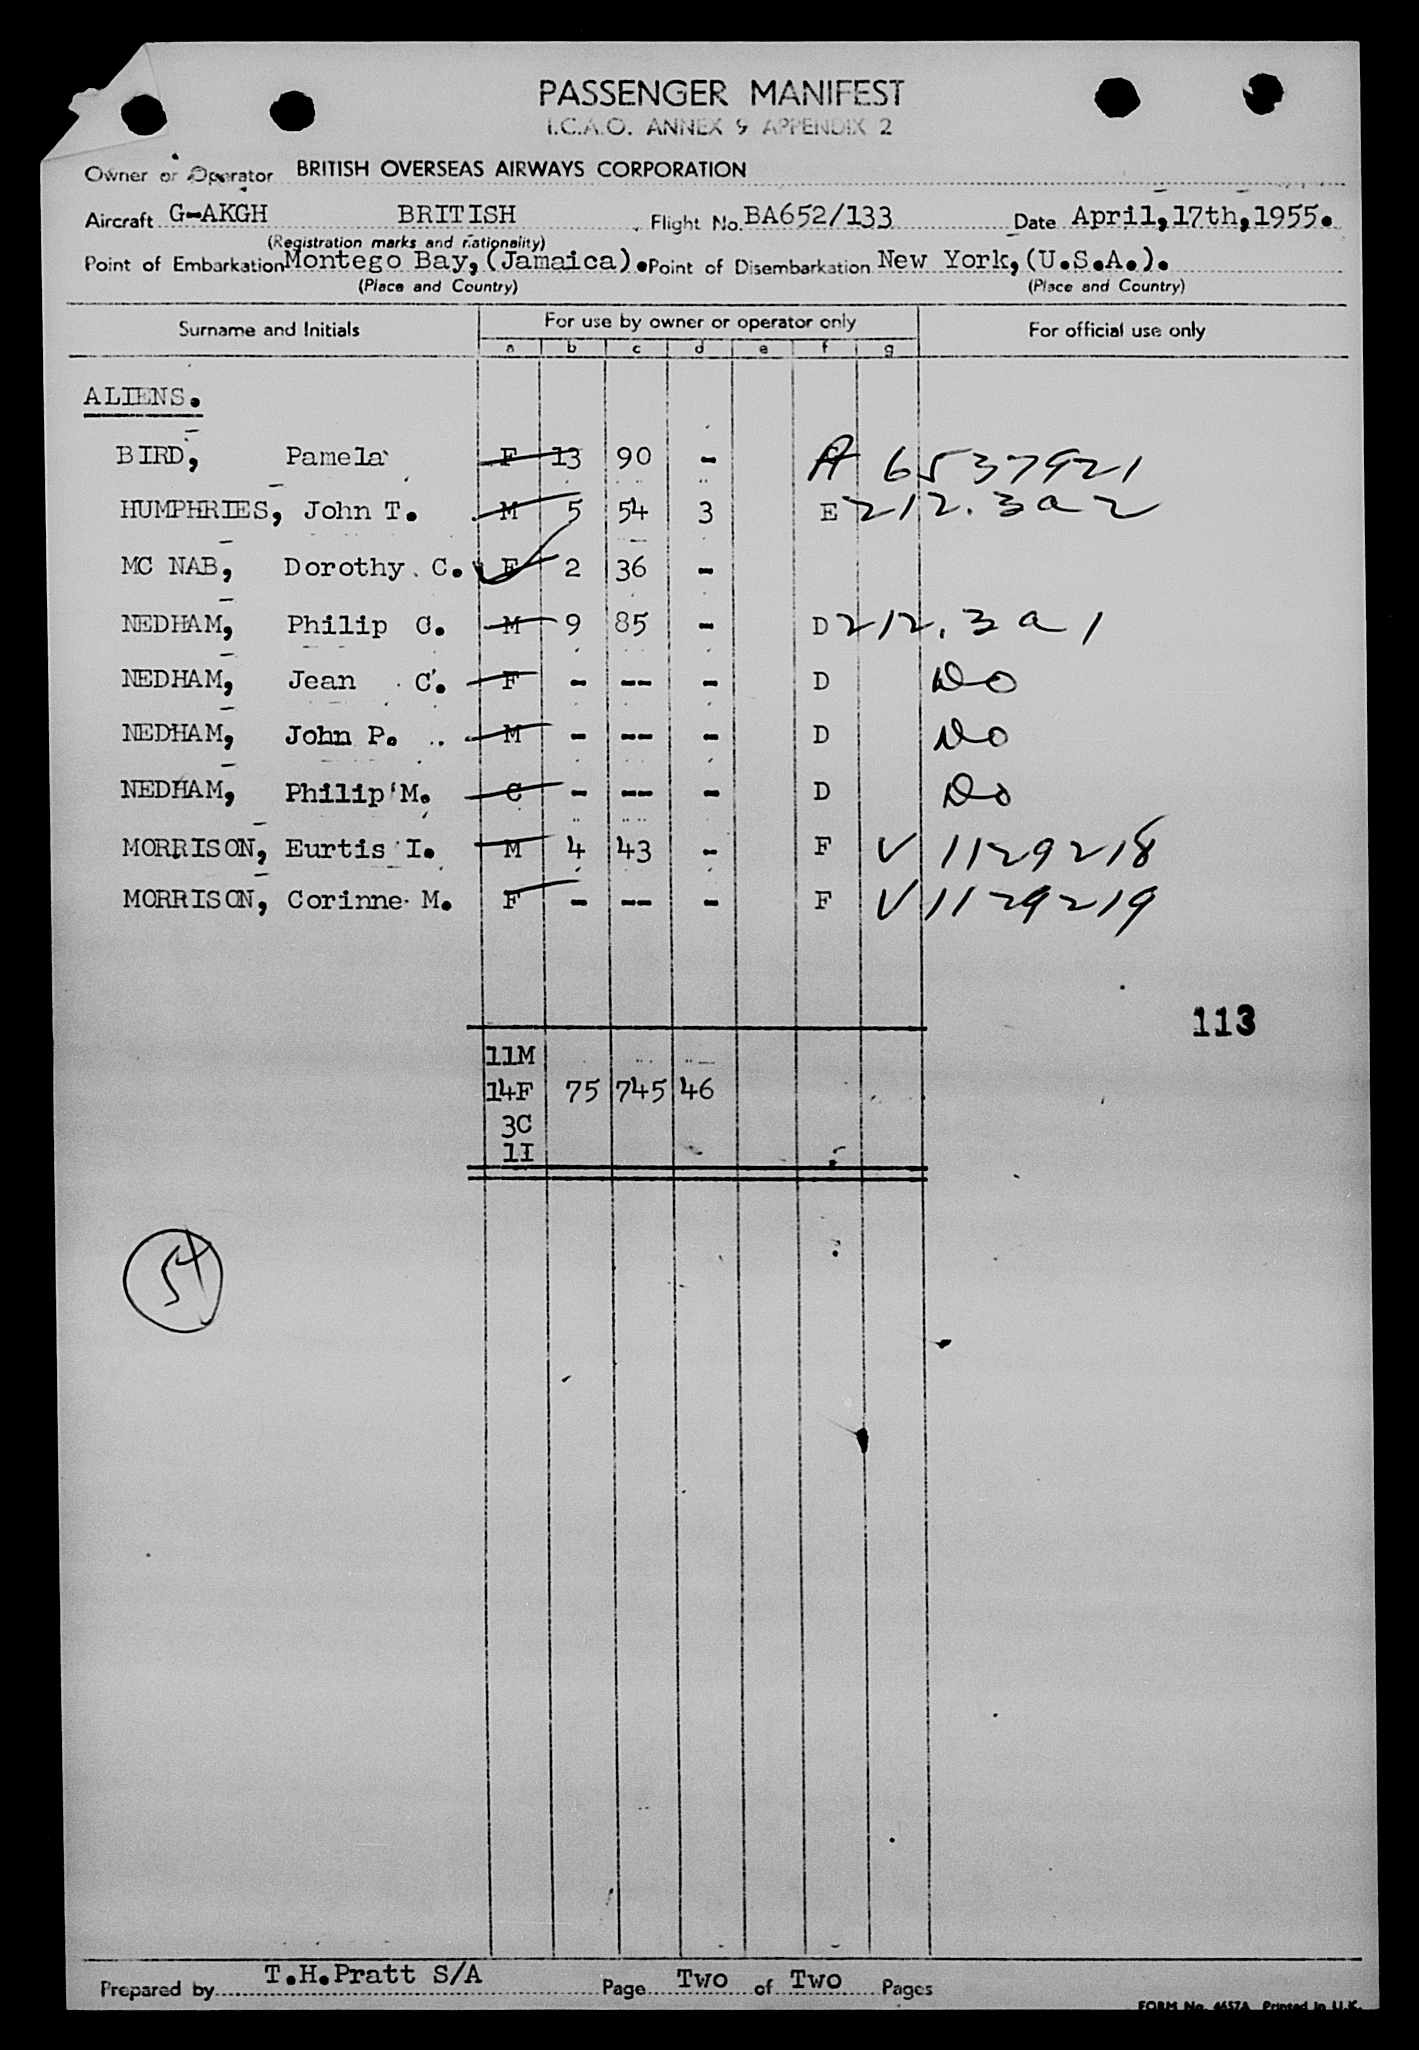 PASSENGER MANIFEST
I.C.A.O. ANNEX 9 APPENDIX 2
Owner or Operator BRITISH OVERSEAS AIRWAYS CORPORATION
Aircraft G-AKGH BRITISH Flight No. BA652/133 Date April,17th,1955.
(Registration marks and nationality)
Point of Embarkation Montego Bay,(Jamaica). Point of Disembarkation New York,(U.S.A.).
(Place and Country) (Place and Country)
Surname and Initials For use by owner or operator only For official use only
a b c d e f g
ALIENS.
BIRD, Pamela F 13 90 - A 6537921
HUMPHRIES, John T. M 5 54 3 E 212.3a2
MC NAB, Dorothy C. F 2 36 -
NEDHAM, Philip C. M 9 85 - D 212.3a1
NEDHAM, Jean C. F - -- - D Do
NEDHAM, John P. M - -- - D Do
NEDHAM, Philip M. C - -- - D Do
MORRISON, Eurtis I. M 4 43 - F V 1129218
MORRISON, Corinne M. F - -- - F V1129219
113
11M
14F 75 745 46
3C
1I
54
Prepared by T.H.Pratt S/A Page Two of Two Pages
FORM No. 4657A Printed in U.K.